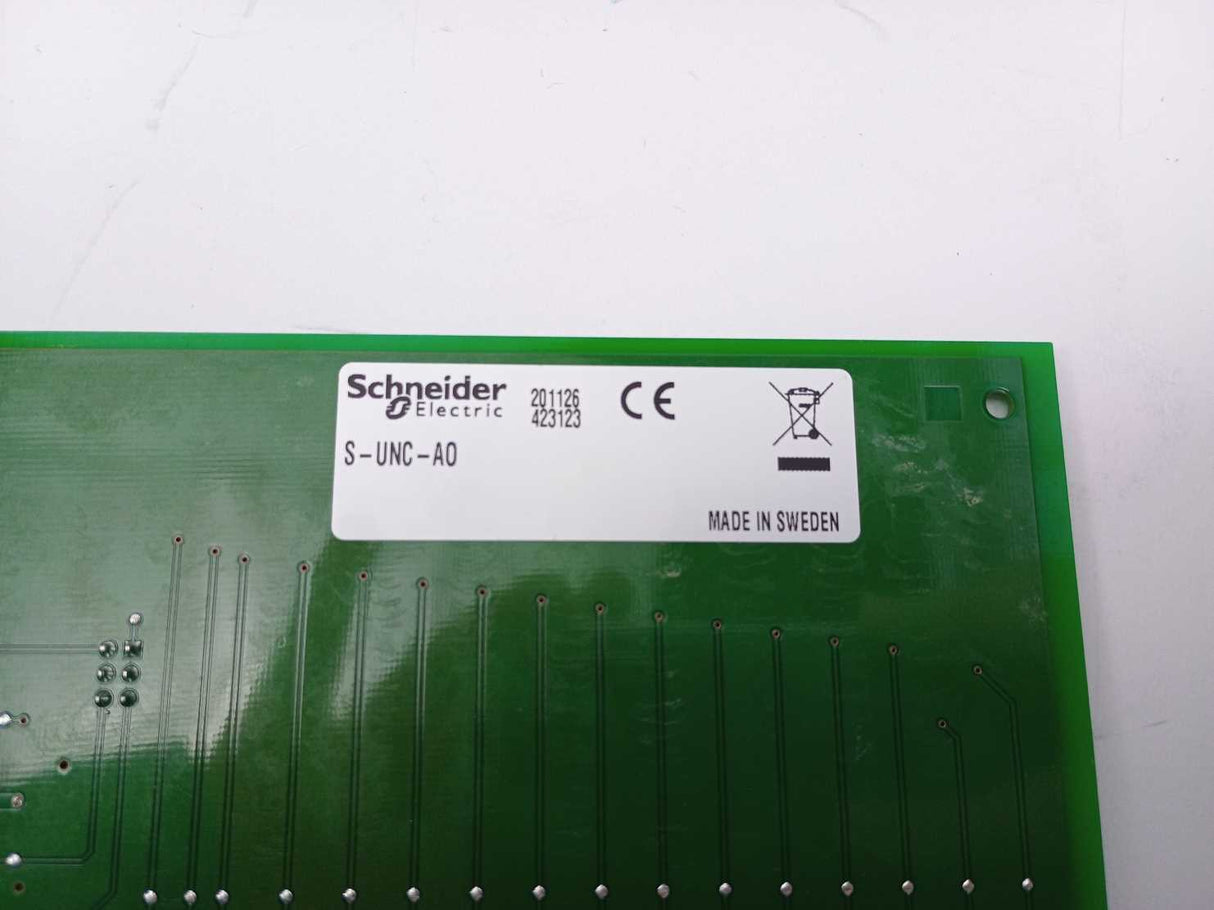 Schneider
Electric
201126
423123
CE
S-UNC-AO
MADE IN SWEDEN